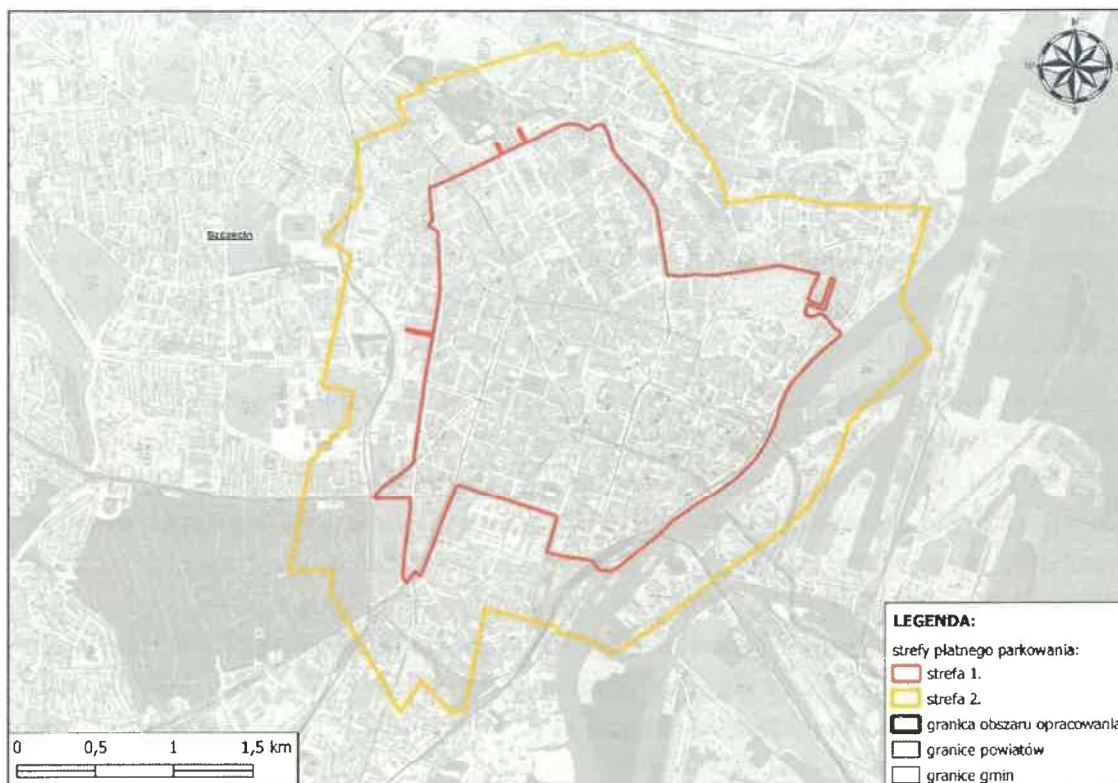 N
Szczecin
LEGENDA:
strefy płatnego parkowania:
strefa 1.
strefa 2.
granica obszaru opracowania
granice powiatów
granice gmin
0 0,5 1 1,5 km